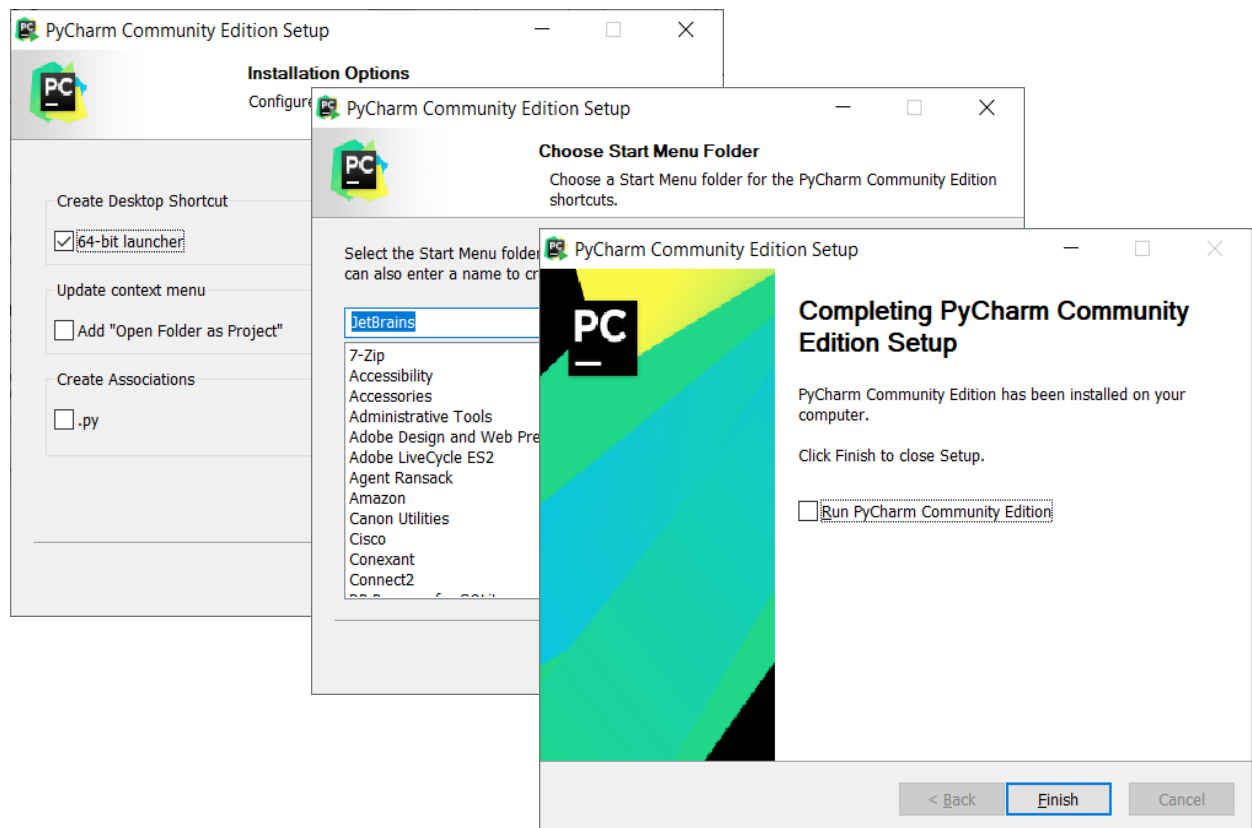 PyCharm Community Edition Setup
PC
Installation Options
Configure
Create Desktop Shortcut
64-bit launcher
Update context menu
Add "Open Folder as Project"
Create Associations
.py
PyCharm Community Edition Setup
PC
Choose Start Menu Folder
Choose a Start Menu folder for the PyCharm Community Edition
shortcuts.
Select the Start Menu folder
can also enter a name to cr
JetBrains
7-Zip
Accessibility
Accessories
Administrative Tools
Adobe Design and Web Pre
Adobe LiveCycle ES2
Agent Ransack
Amazon
Canon Utilities
Cisco
Conexant
Connect2
PyCharm Community Edition Setup
PC
Completing PyCharm Community
Edition Setup
PyCharm Community Edition has been installed on your
computer.
Click Finish to close Setup.
Run PyCharm Community Edition
< Back
Finish
Cancel